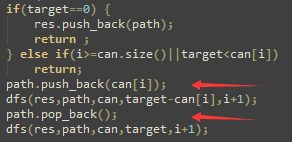 if(target==0) {
res.push_back(path);
return ;
} else if(i>=can.size()||target<can[i])
return;
path.push_back(can[i]);
dfs(res,path,can,target-can[i],i+1);
path.pop_back();
dfs(res,path,can,target,i+1);